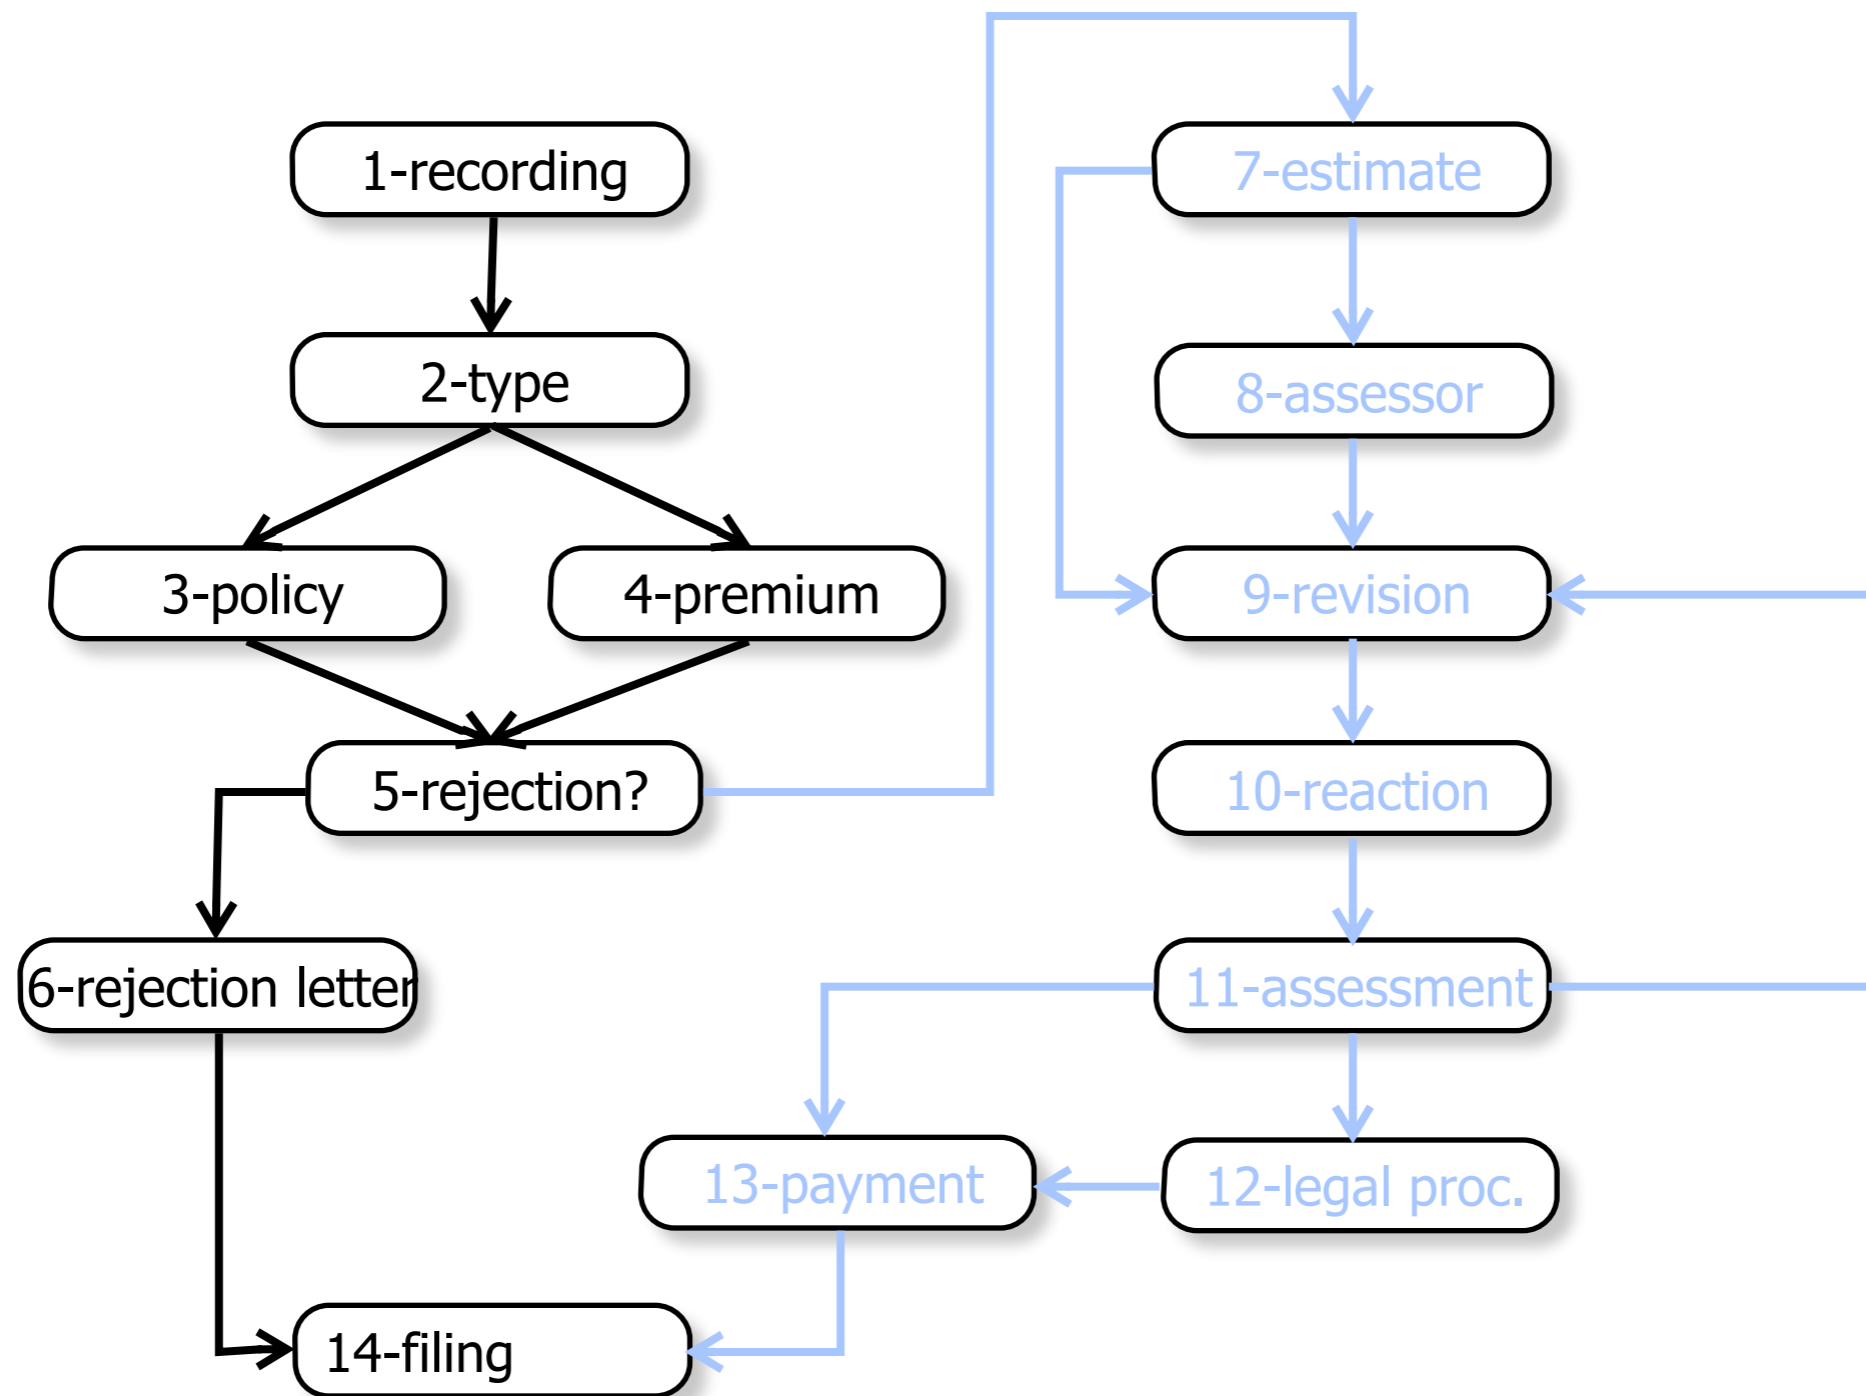 1-recording
2-type
3-policy
4-premium
5-rejection?
6-rejection letter
7-estimate
8-assessor
9-revision
10-reaction
11-assessment
12-legal proc.
13-payment
14-filing